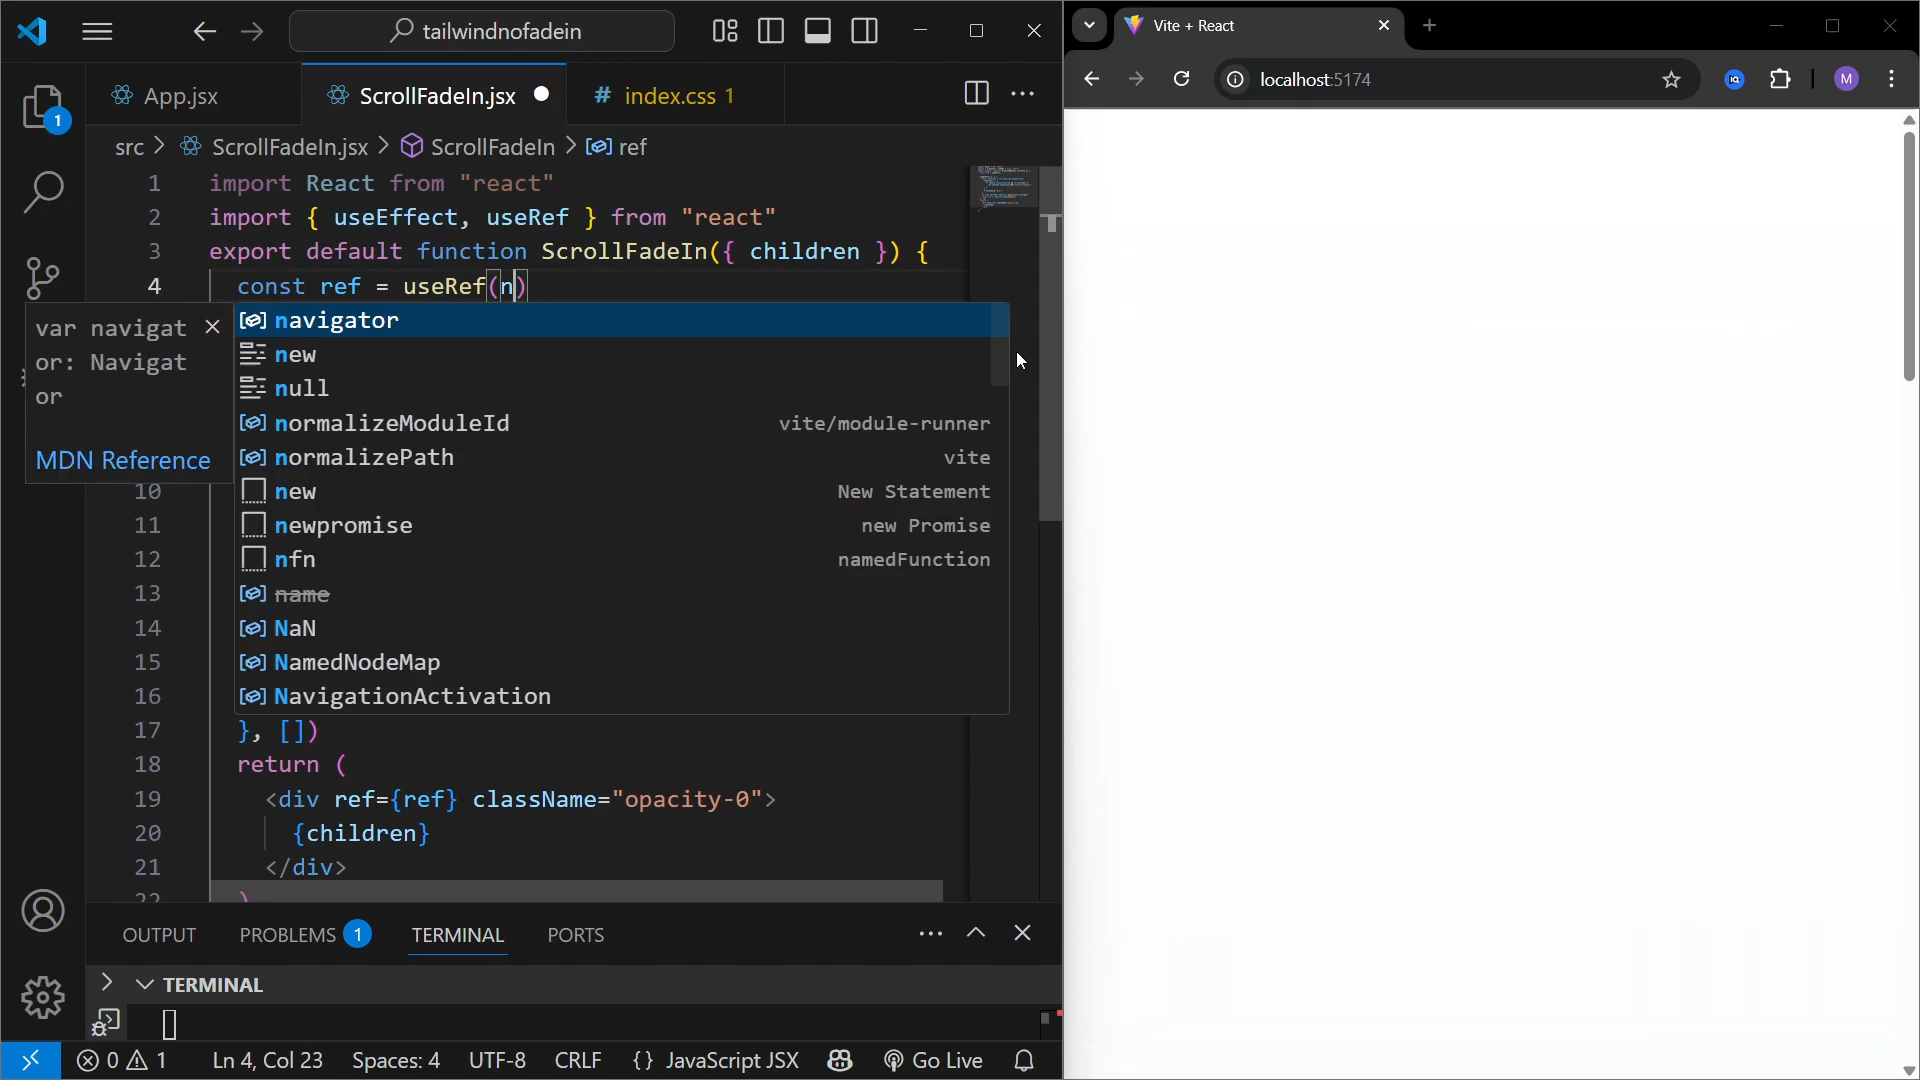 tailwindnofadein
App.jsx
ScrollFadeIn.jsx
# index.css 1
1
src > ScrollFadeIn.jsx > ScrollFadeIn > ref
1 import React from "react"
2 import { useEffect, useRef } from "react"
3 export default function ScrollFadeIn({ children }) {
4 const ref = useRef(n)
var navigat
or: Navigat
or
MDN Reference
navigator
new
null
normalizeModuleId vite/module-runner
normalizePath vite
new New Statement
newpromise new Promise
nfn namedFunction
name
NaN
NamedNodeMap
NavigationActivation
10
11
12
13
14
15
16
17 }, [])
18 return (
19 <div ref={ref} className="opacity-0">
20 {children}
21 </div>
22 )
OUTPUT
PROBLEMS 1
TERMINAL
PORTS
TERMINAL
0 1
Ln 4, Col 23
Spaces: 4
UTF-8
CRLF
{} JavaScript JSX
Go Live
Vite + React
localhost:5174
M